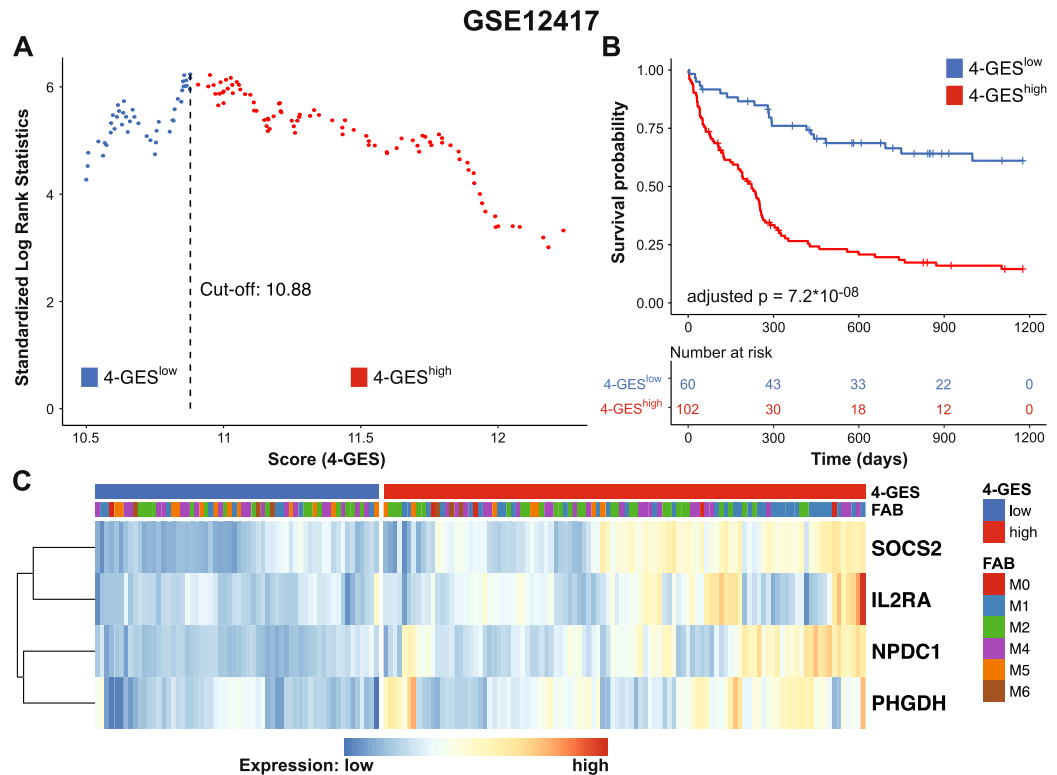 GSE12417
A
Standardized Log Rank Statistics
6
4
2
0
Cut-off: 10.88
4-GESlow
4-GEShigh
10.5 11 11.5 12
Score (4-GES)
B
4-GESlow
4-GEShigh
Survival probability
1.00
0.75
0.50
0.25
0.00
adjusted p = 7.2*10-08
0 300 600 900 1200
Number at risk
4-GESlow 60 43 33 22 0
4-GEShigh 102 30 18 12 0
0 300 600 900 1200
Time (days)
C
4-GES
FAB
SOCS2
IL2RA
NPDC1
PHGDH
4-GES
low
high
FAB
M0
M1
M2
M4
M5
M6
Expression: low high